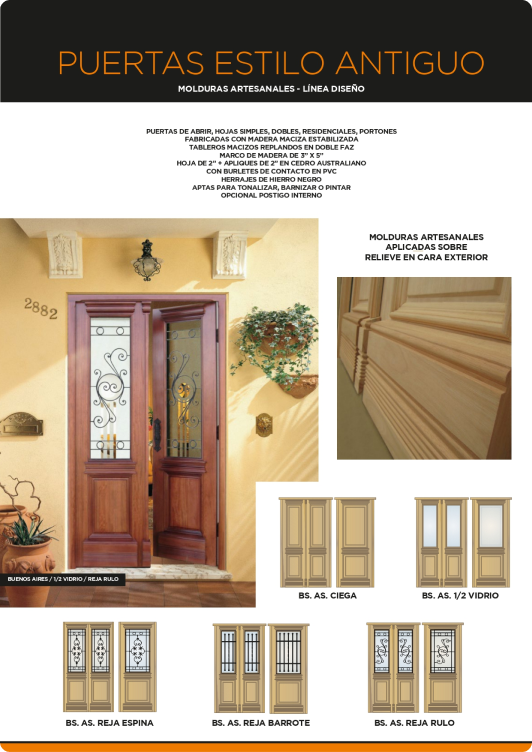 PUERTAS ESTILO ANTIGUO
MOLDURAS ARTESANALES - LÍNEA DISEÑO
PUERTAS DE ABRIR, HOJAS SIMPLES, DOBLES, RESIDENCIALES, PORTONES
FABRICADAS CON MADERA MACIZA ESTABILIZADA
TABLEROS MACIZOS REPLANDOS EN DOBLE FAZ
MARCO DE MADERA DE 3" X 5"
HOJA DE 2" + APLIQUES DE 2" EN CEDRO AUSTRALIANO
CON BURLETES DE CONTACTO EN PVC
HERRAJES DE HIERRO NEGRO
APTAS PARA TONALIZAR, BARNIZAR O PINTAR
OPCIONAL POSTIGO INTERNO
MOLDURAS ARTESANALES
APLICADAS SOBRE
RELIEVE EN CARA EXTERIOR
2882
BUENOS AIRES / 1/2 VIDRIO / REJA RULO
BS. AS. CIEGA
BS. AS. 1/2 VIDRIO
BS. AS. REJA ESPINA
BS. AS. REJA BARROTE
BS. AS. REJA RULO